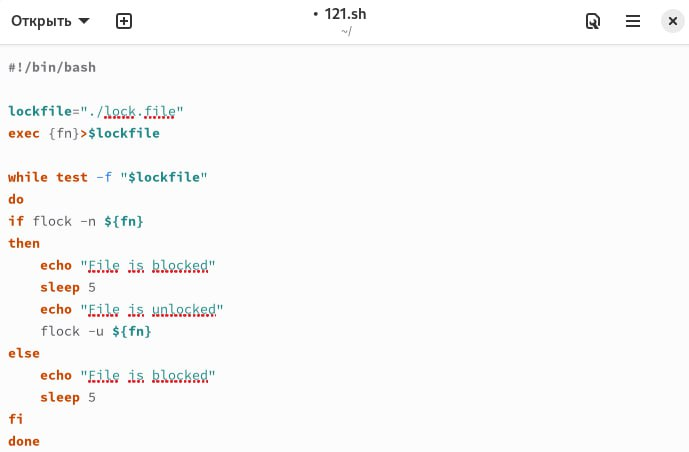 Открыть
• 121.sh
~/
#!/bin/bash
lockfile="./lock.file"
exec {fn}>$lockfile
while test -f "$lockfile"
do
if flock -n ${fn}
then
    echo "File is blocked"
    sleep 5
    echo "File is unlocked"
    flock -u ${fn}
else
    echo "File is blocked"
    sleep 5
fi
done